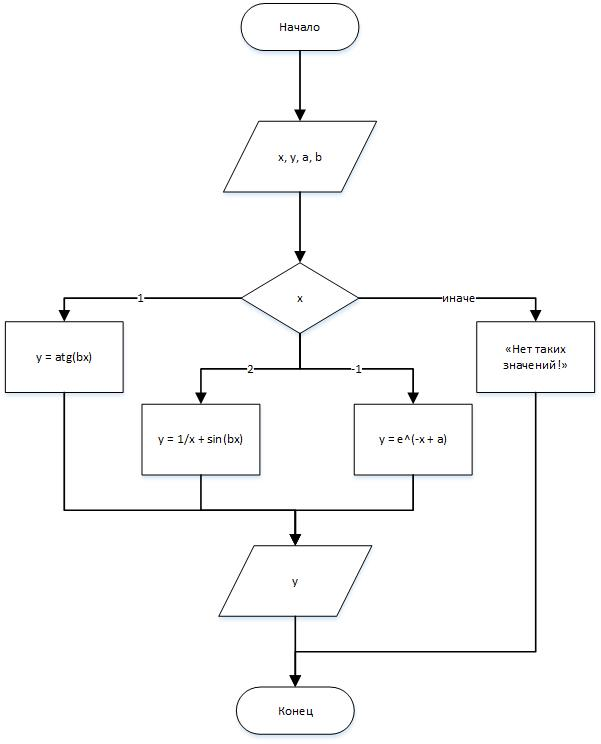 Начало
x, y, a, b
x
1
иначе
y = atg(bx)
«Нет таких
значений!»
2
-1
y = 1/x + sin(bx)
y = e^(-x + a)
y
Конец